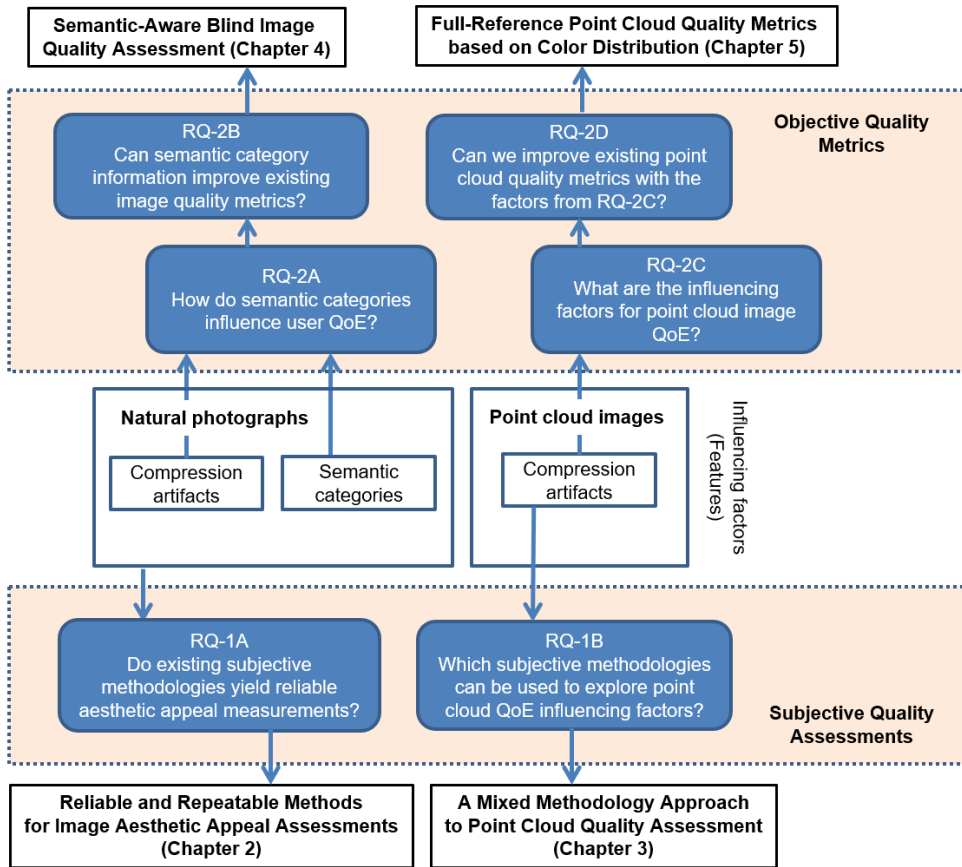 Semantic-Aware Blind Image
Quality Assessment (Chapter 4)
Full-Reference Point Cloud Quality Metrics
based on Color Distribution (Chapter 5)
Objective Quality
Metrics
RQ-2B
Can semantic category
information improve existing
image quality metrics?
RQ-2D
Can we improve existing point
cloud quality metrics with the
factors from RQ-2C?
RQ-2A
How do semantic categories
influence user QoE?
RQ-2C
What are the influencing
factors for point cloud image
QoE?
Natural photographs
Compression
artifacts
Semantic
categories
Point cloud images
Compression
artifacts
Influencing factors
(Features)
RQ-1A
Do existing subjective
methodologies yield reliable
aesthetic appeal measurements?
RQ-1B
Which subjective methodologies
can be used to explore point
cloud QoE influencing factors?
Subjective Quality
Assessments
Reliable and Repeatable Methods
for Image Aesthetic Appeal Assessments
(Chapter 2)
A Mixed Methodology Approach
to Point Cloud Quality Assessment
(Chapter 3)